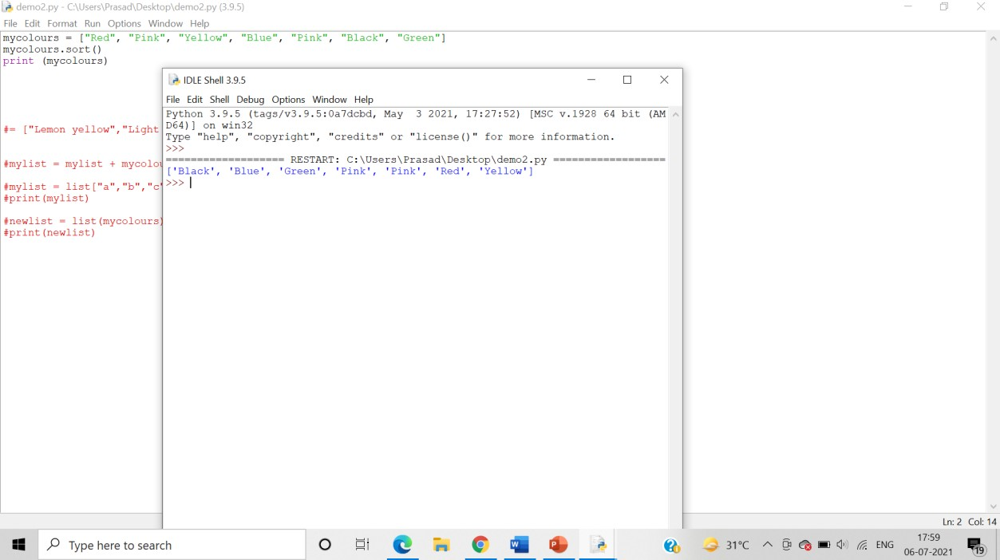 demo2.py - C:\Users\Prasad\Desktop\demo2.py (3.9.5)
File Edit Format Run Options Window Help
mycolours = ["Red", "Pink", "Yellow", "Blue", "Pink", "Black", "Green"]
mycolours.sort()
print (mycolours)
#= ["Lemon yellow","Light
#mylist = mylist + mycolou
#mylist = list["a","b","c"
#print(mylist)
#newlist = list(mycolours)
#print(newlist)
IDLE Shell 3.9.5
File Edit Shell Debug Options Window Help
Python 3.9.5 (tags/v3.9.5:0a7dcbd, May  3 2021, 17:27:52) [MSC v.1928 64 bit (AM
D64)] on win32
Type "help", "copyright", "credits" or "license()" for more information.
>>>
=================== RESTART: C:\Users\Prasad\Desktop\demo2.py ==================
['Black', 'Blue', 'Green', 'Pink', 'Pink', 'Red', 'Yellow']
>>>
Ln: 2 Col: 14
Type here to search
31°C
ENG
17:59
06-07-2021
19